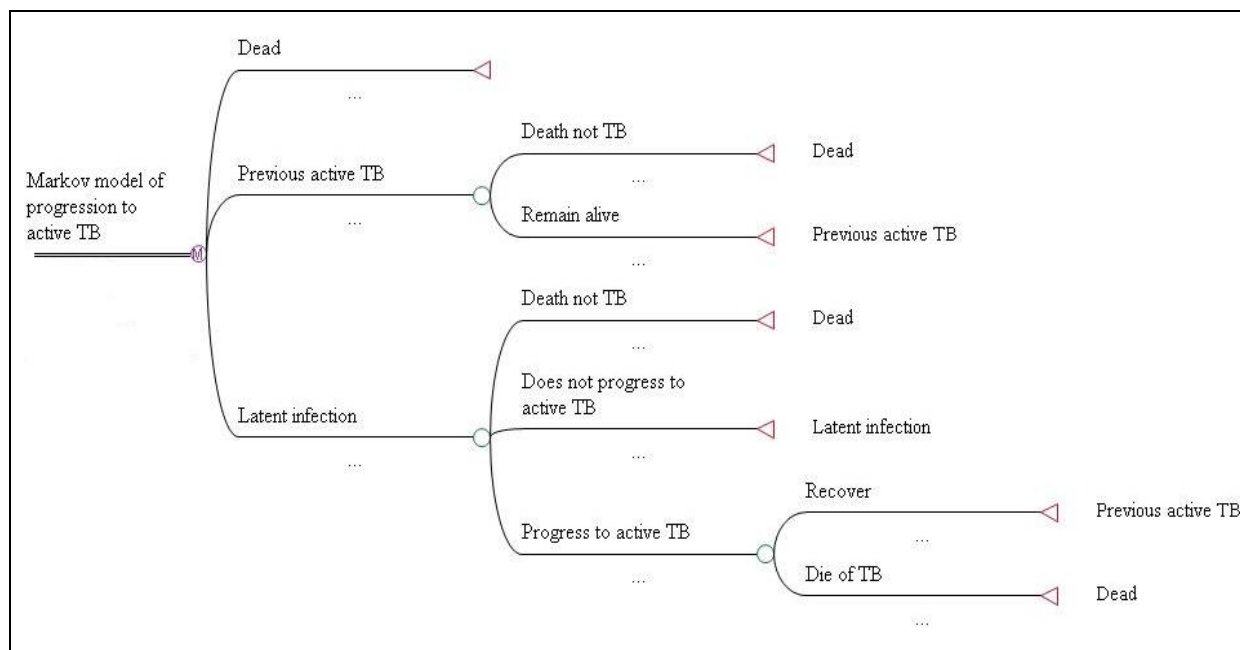 Dead
...
Death not TB
Dead
...
Previous active TB
...
Remain alive
Previous active TB
...
Markov model of
progression to
active TB
M
Death not TB
Dead
...
Does not progress to
active TB
Latent infection
...
Latent infection
...
Recover
Previous active TB
...
Progress to active TB
...
Die of TB
Dead
...